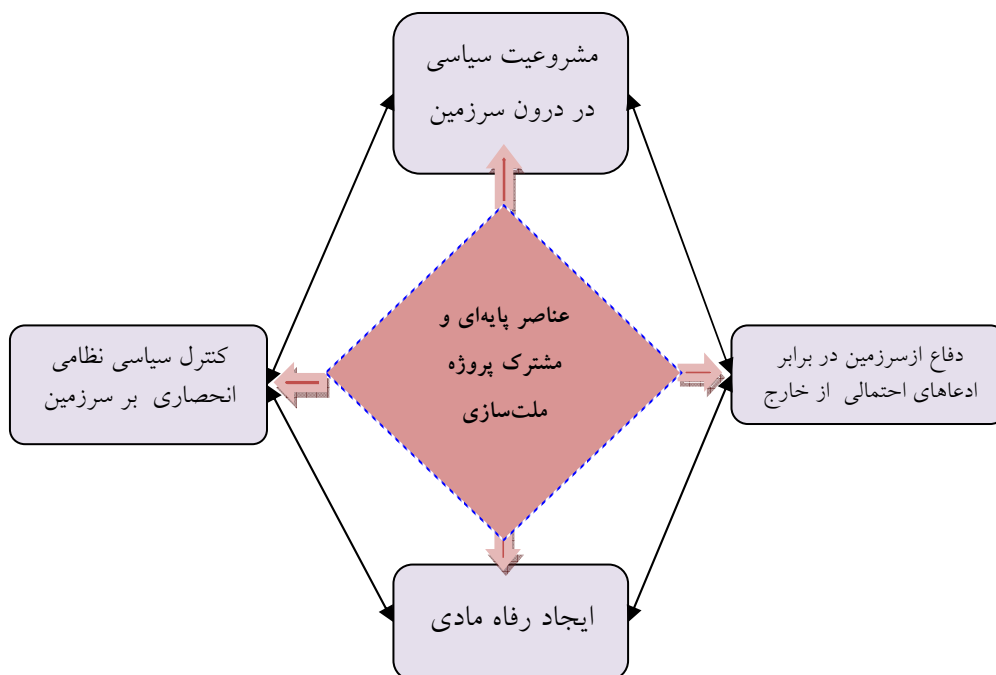 مشروعیت سیاسی
در درون سرزمین
عناصر پایه‌ای و
مشترک پروژه
ملت‌سازی
دفاع ازسرزمین در برابر
ادعاهای احتمالی از خارج
کنترل سیاسی نظامی
انحصاری بر سرزمین
ایجاد رفاه مادی